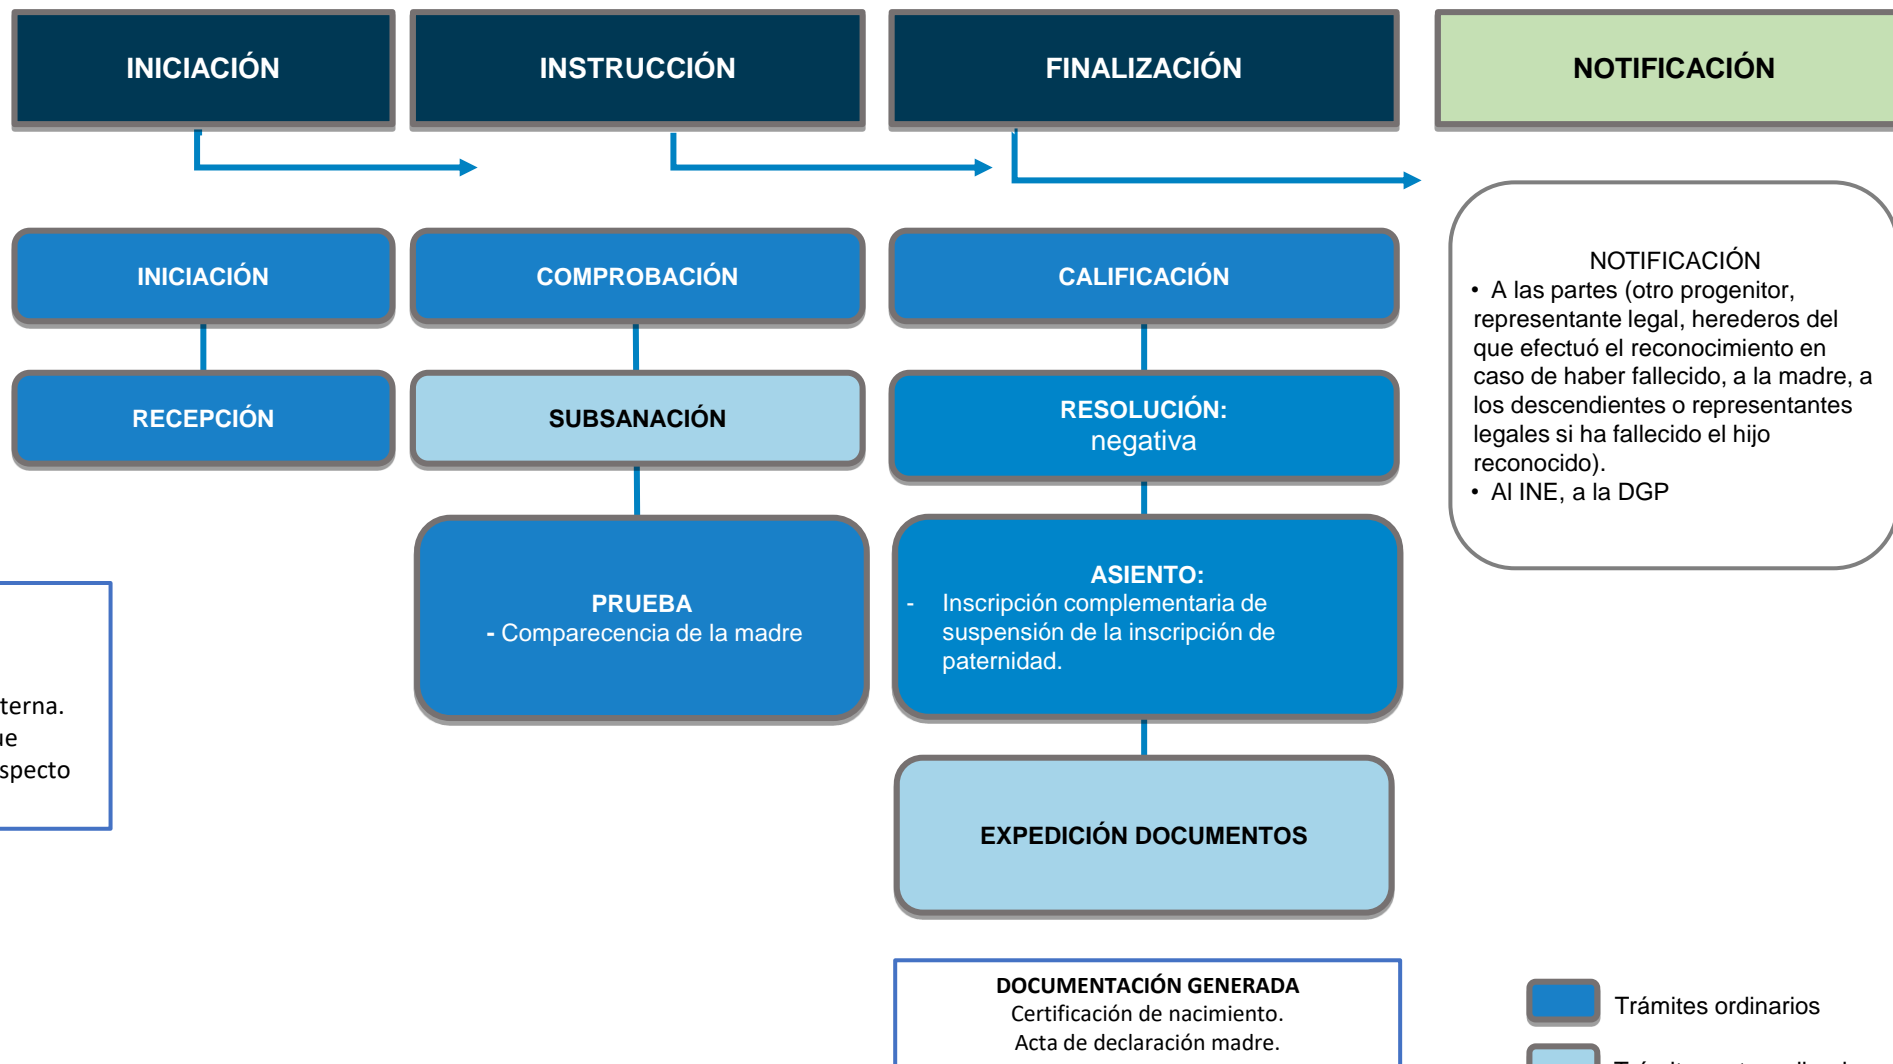 INICIACIÓN
INSTRUCCIÓN
FINALIZACIÓN
NOTIFICACIÓN
INICIACIÓN
RECEPCIÓN
COMPROBACIÓN
SUBSANACIÓN
PRUEBA
- Comparecencia de la madre
CALIFICACIÓN
RESOLUCIÓN:
negativa
ASIENTO:
- Inscripción complementaria de
suspensión de la inscripción de
paternidad.
EXPEDICIÓN DOCUMENTOS
NOTIFICACIÓN
• A las partes (otro progenitor,
representante legal, herederos del
que efectuó el reconocimiento en
caso de haber fallecido, a la madre, a
los descendientes o representantes
legales si ha fallecido el hijo
reconocido).
• Al INE, a la DGP
terna.
ue
specto
DOCUMENTACIÓN GENERADA
Certificación de nacimiento.
Acta de declaración madre.
Trámites ordinarios